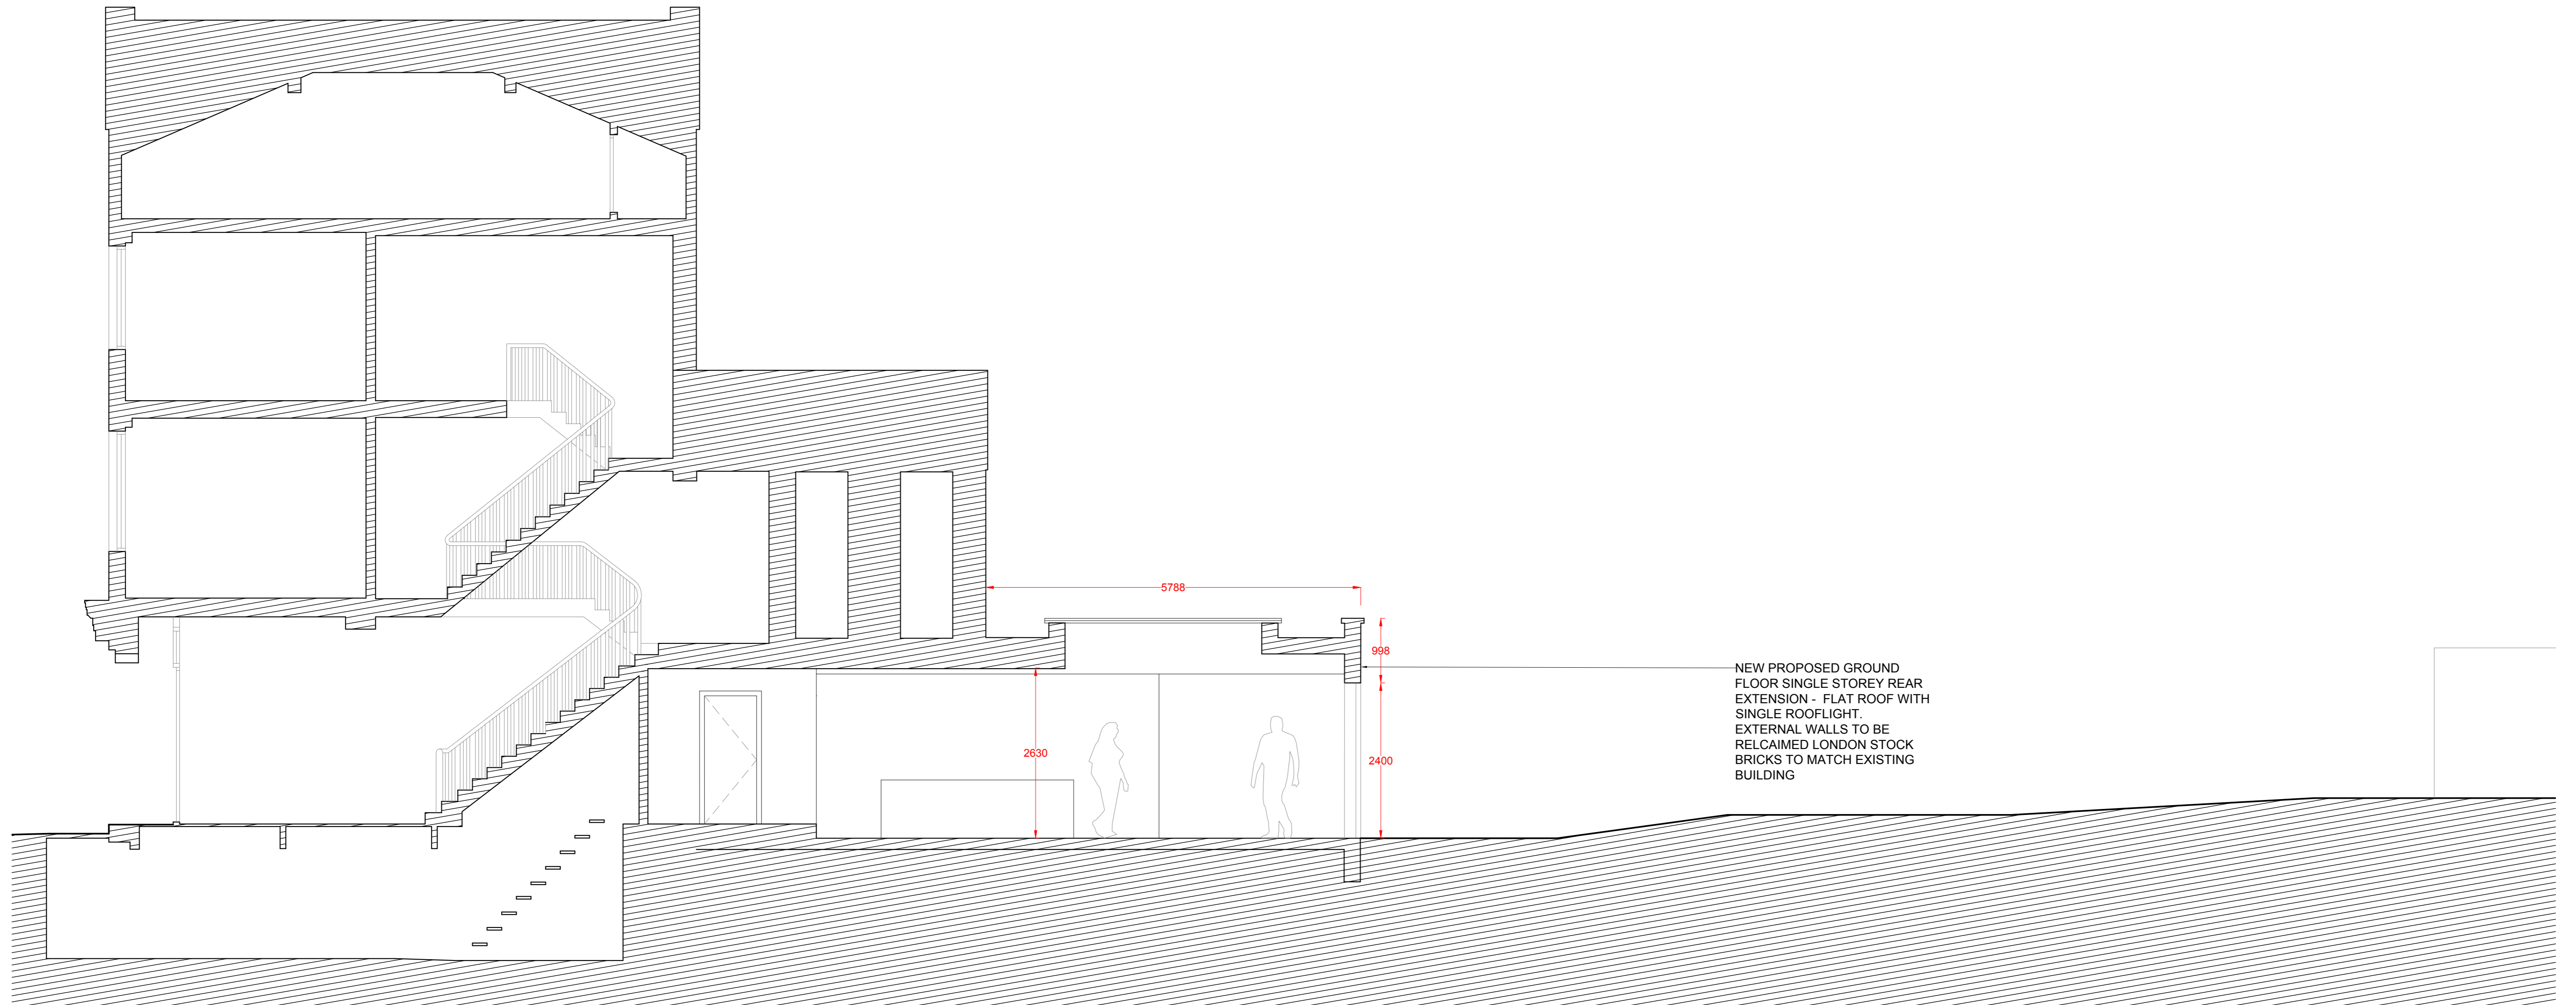 5788
998
NEW PROPOSED GROUND
FLOOR SINGLE STOREY REAR
EXTENSION - FLAT ROOF WITH
SINGLE ROOFLIGHT.
EXTERNAL WALLS TO BE
RELCAIMED LONDON STOCK
BRICKS TO MATCH EXISTING
BUILDING
2630
2400